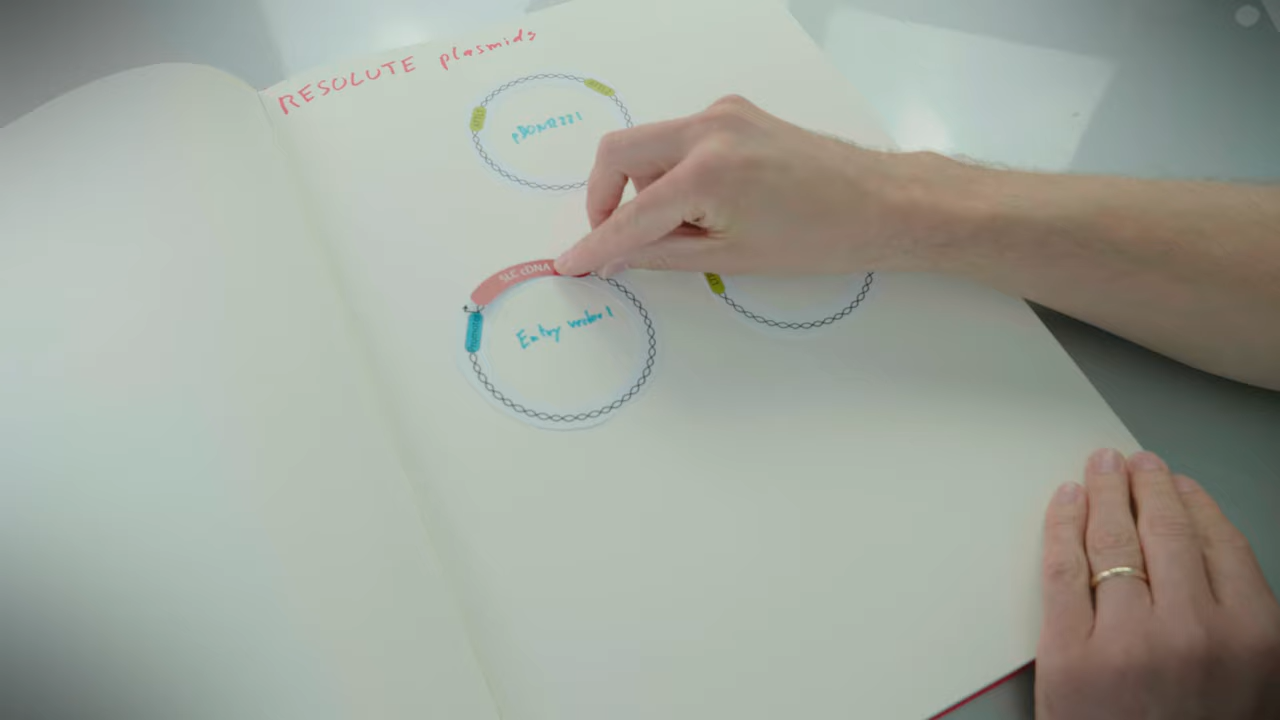 RESOLUTE plasmids
pDONR221
SLC cDNA
Entry vector 1